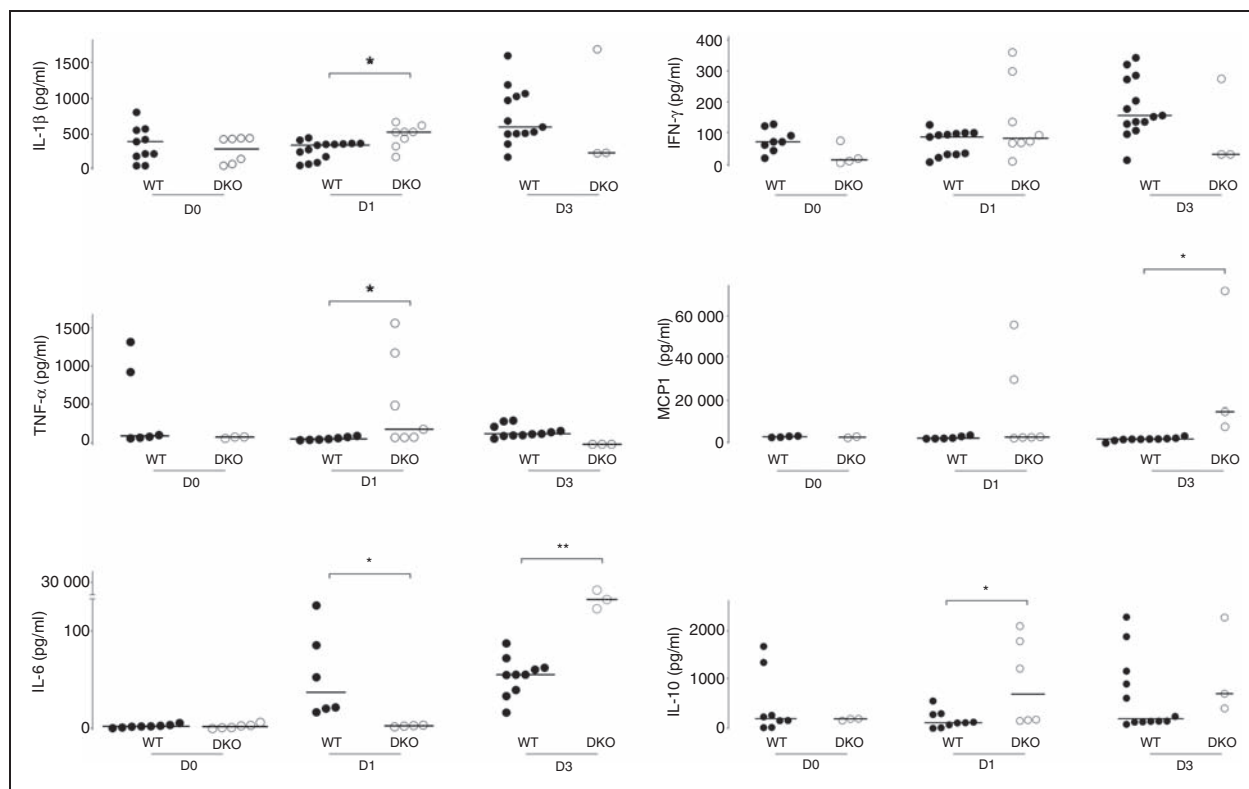 IL-1β (pg/ml)
1500
1000
500
0
*
WT DKO WT DKO WT DKO
D0 D1 D3
IFN-γ (pg/ml)
400
300
200
100
0
WT DKO WT DKO WT DKO
D0 D1 D3
TNF-α (pg/ml)
1500
1000
500
0
*
WT DKO WT DKO WT DKO
D0 D1 D3
MCP1 (pg/ml)
60 000
40 000
20 000
0
*
WT DKO WT DKO WT DKO
D0 D1 D3
IL-6 (pg/ml)
30 000
100
0
* **
WT DKO WT DKO WT DKO
D0 D1 D3
IL-10 (pg/ml)
2000
1000
0
*
WT DKO WT DKO WT DKO
D0 D1 D3